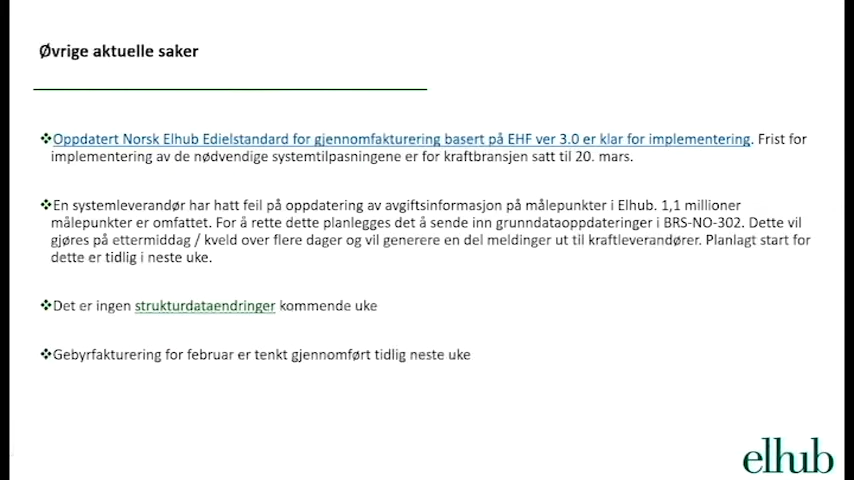 Øvrige aktuelle saker
❖Oppdatert Norsk Elhub Edielstandard for gjennomfakturering basert på EHF ver 3.0 er klar for implementering. Frist for
implementering av de nødvendige systemtilpasningene er for kraftbransjen satt til 20. mars.
❖En systemleverandør har hatt feil på oppdatering av avgiftsinformasjon på målepunkter i Elhub. 1,1 millioner
målepunkter er omfattet. For å rette dette planlegges det å sende inn grunndataoppdateringer i BRS-NO-302. Dette vil
gjøres på ettermiddag / kveld over flere dager og vil generere en del meldinger ut til kraftleverandører. Planlagt start for
dette er tidlig i neste uke.
❖Det er ingen strukturdataendringer kommende uke
❖Gebyrfakturering for februar er tenkt gjennomført tidlig neste uke
elhub